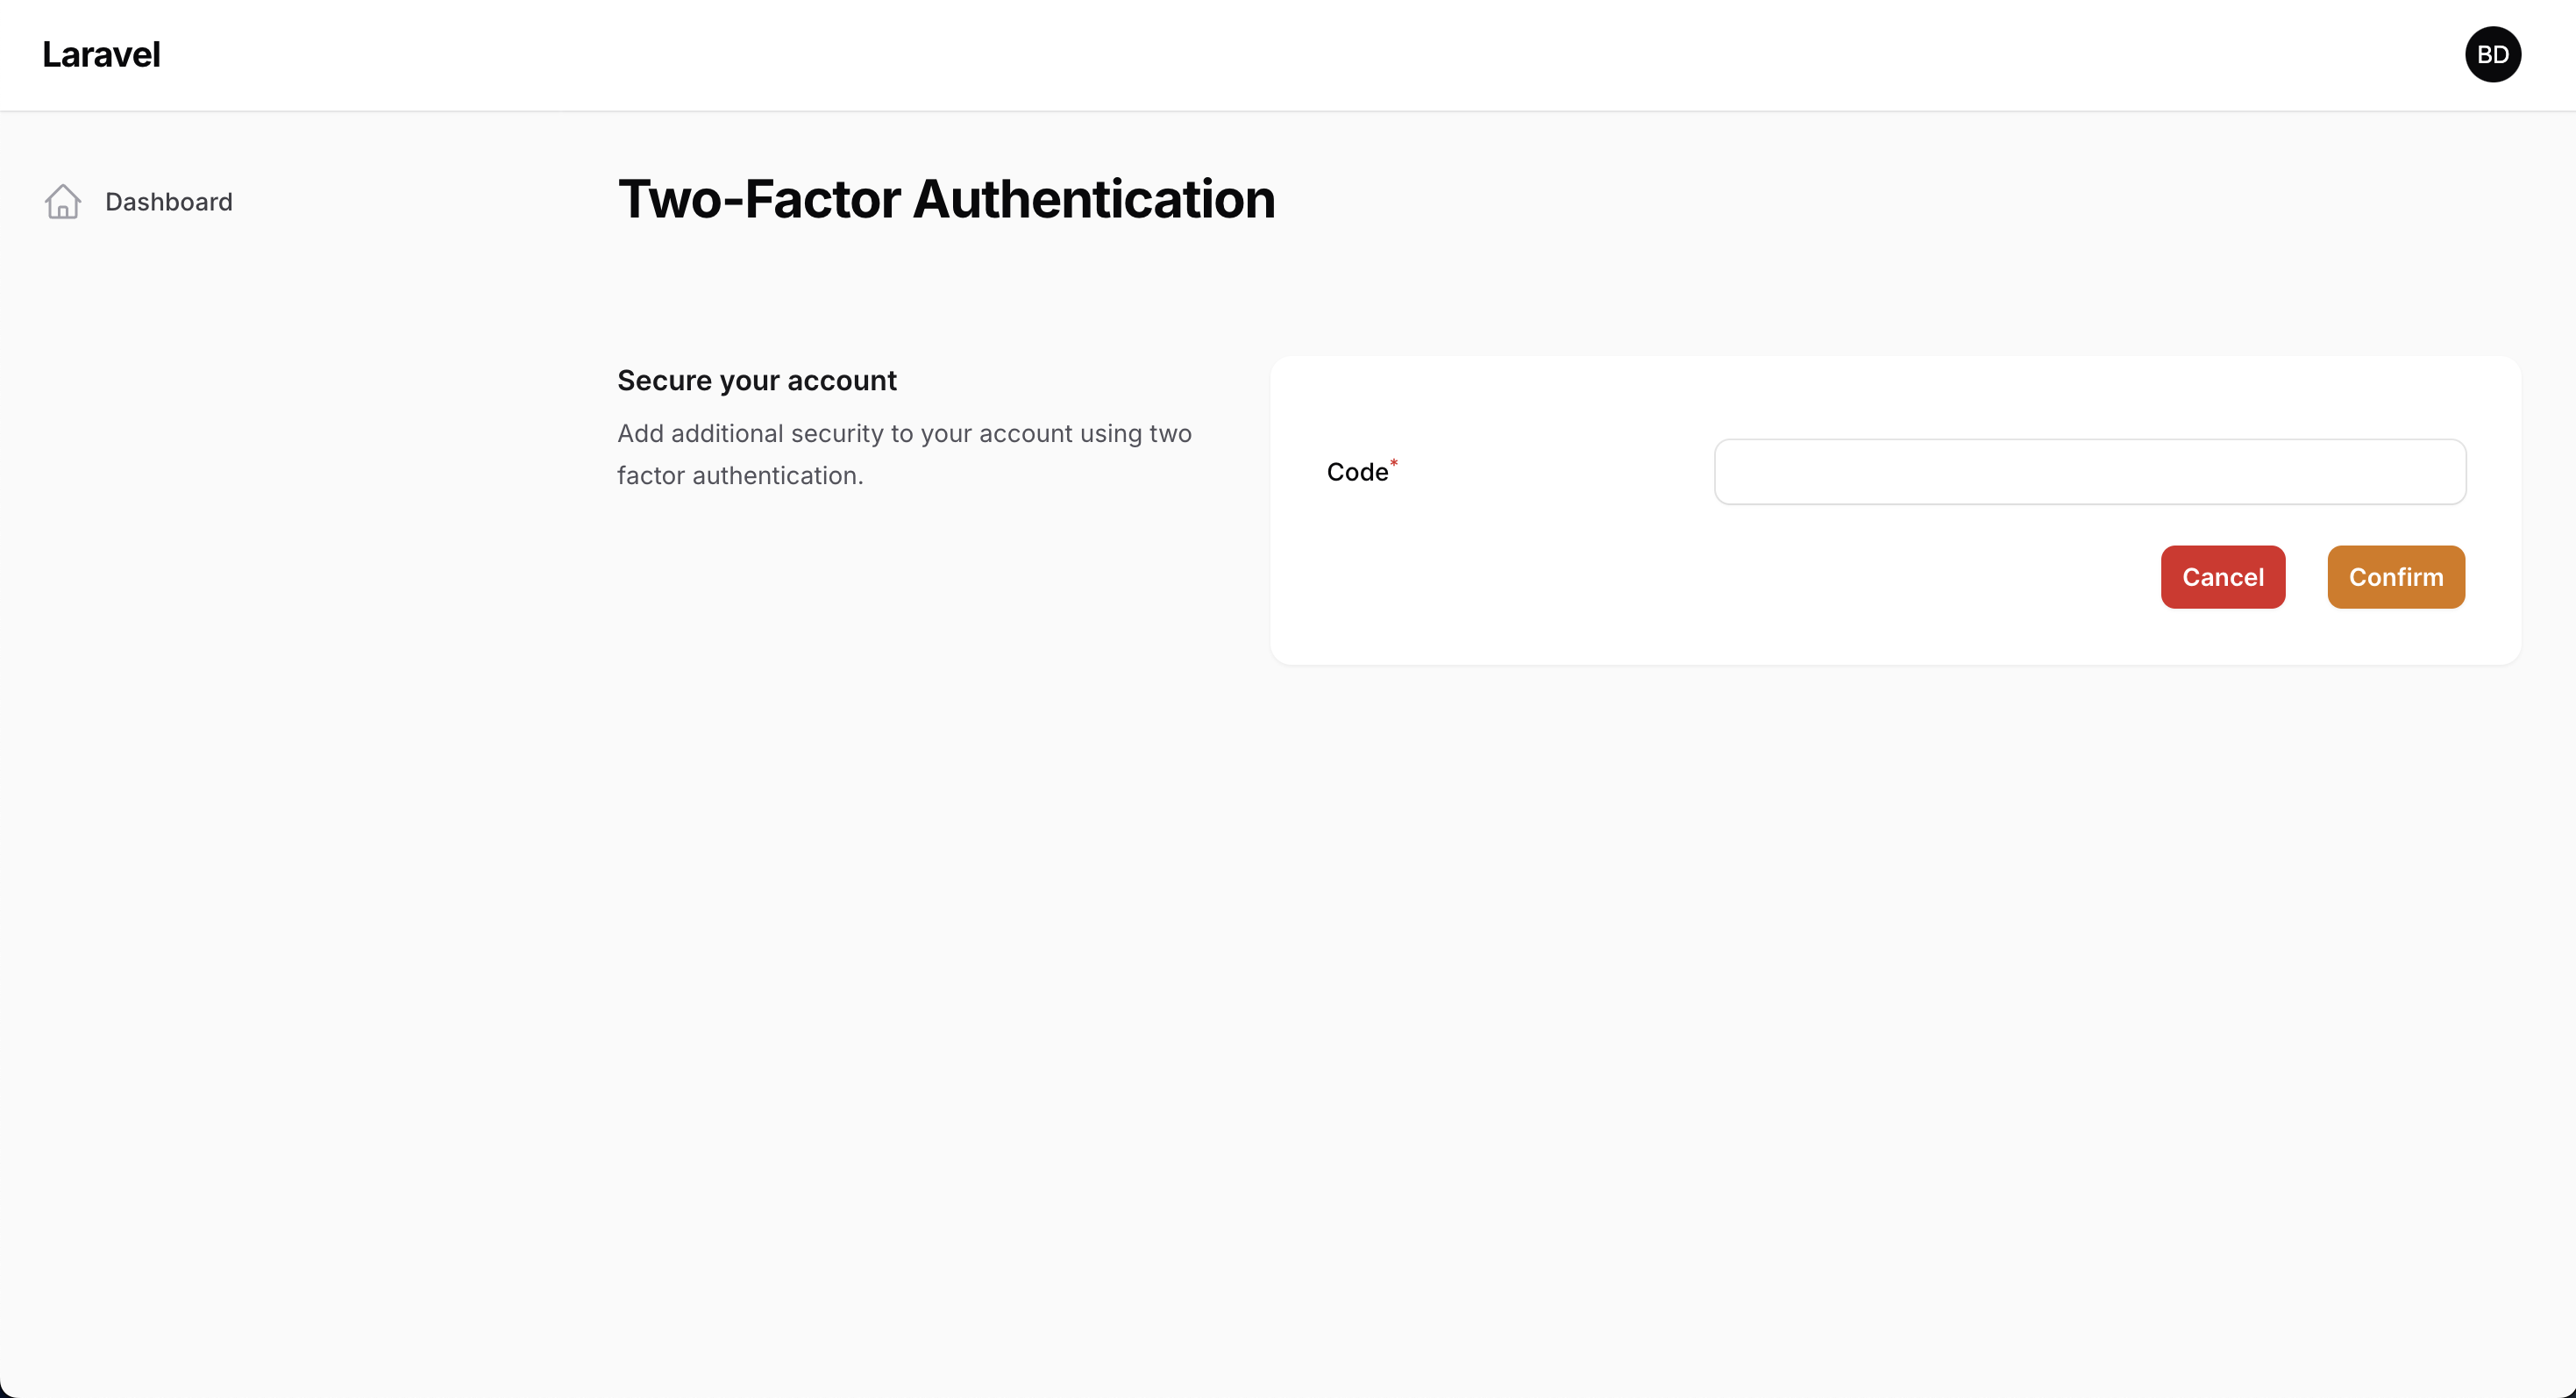 Laravel
BD
Dashboard
Two-Factor Authentication
Secure your account
Add additional security to your account using two
factor authentication.
Code*
Cancel
Confirm